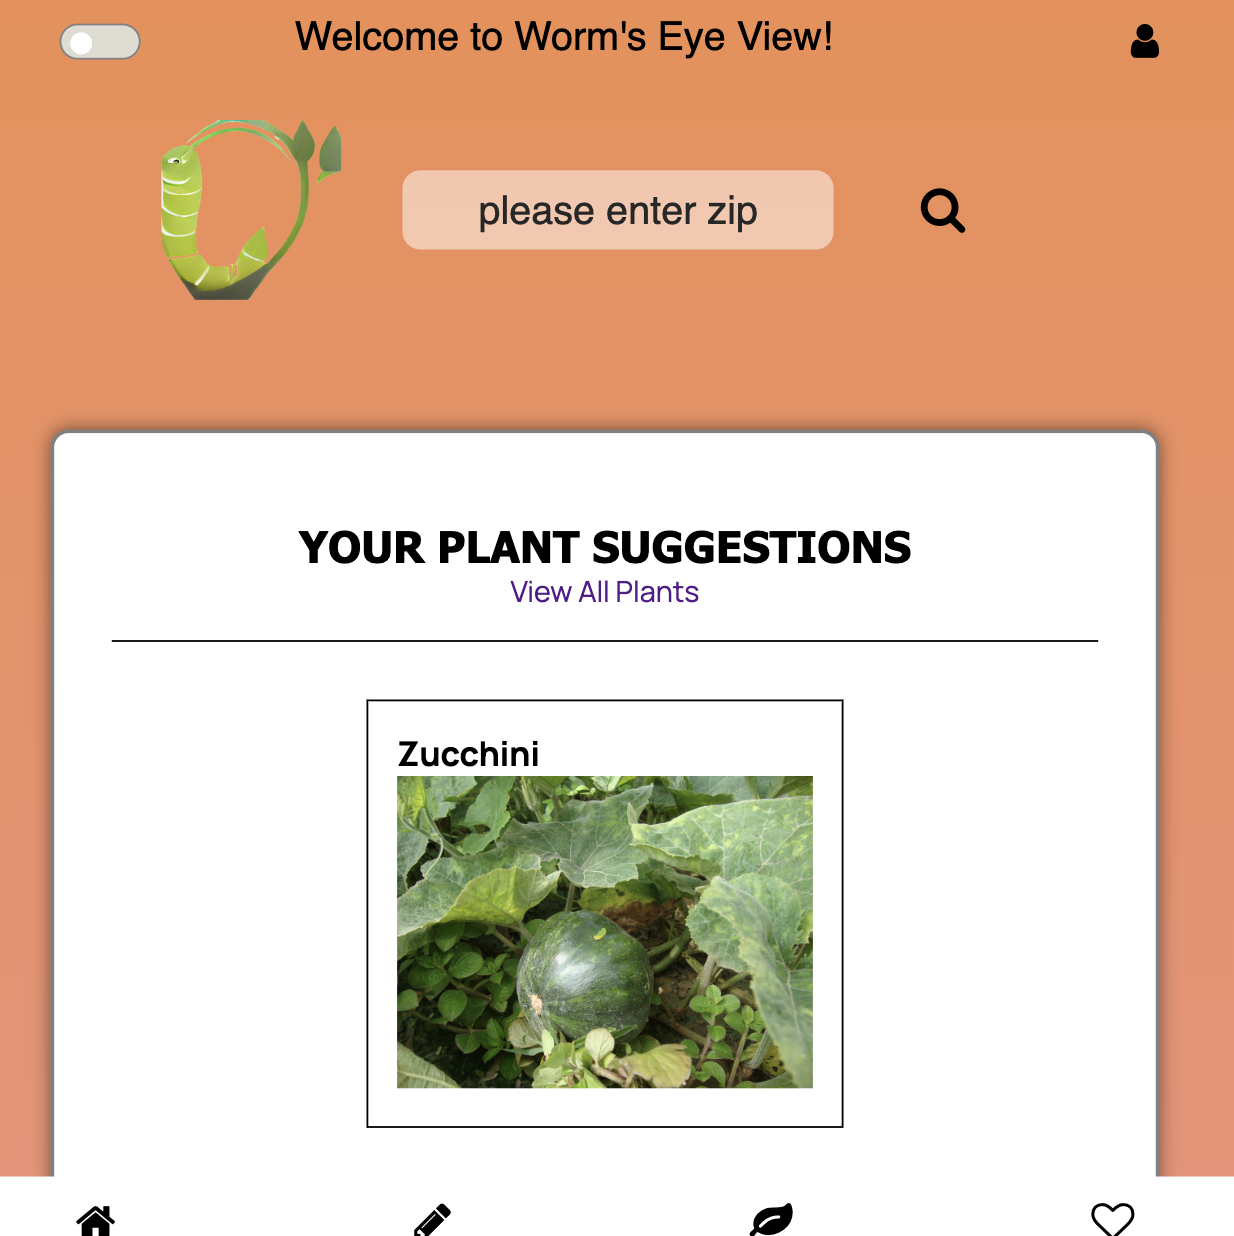 Welcome to Worm's Eye View!
please enter zip
YOUR PLANT SUGGESTIONS
View All Plants
Zucchini